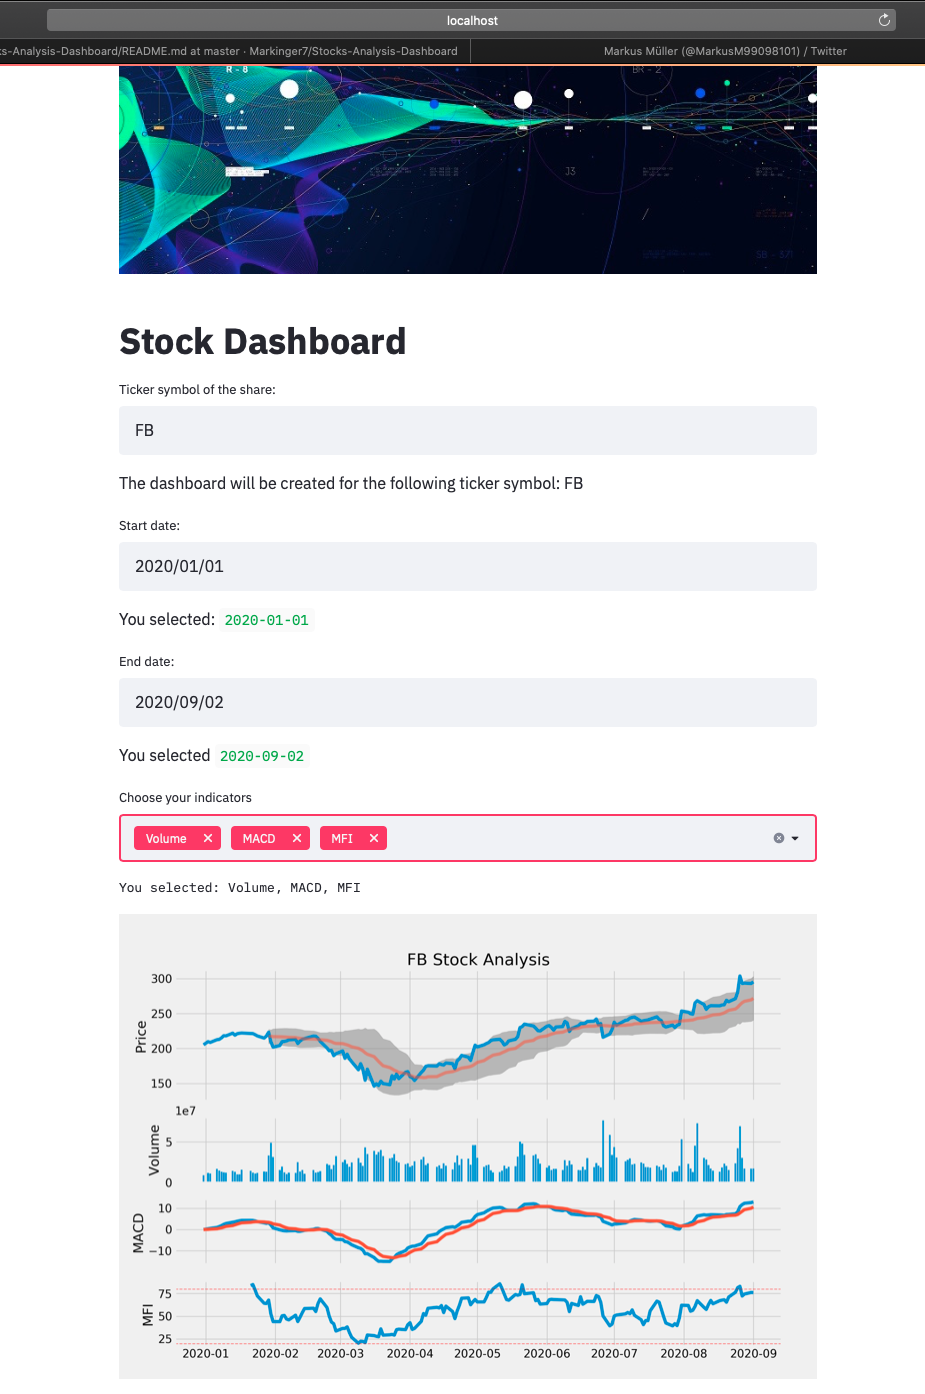 localhost
ks-Analysis-Dashboard/README.md at master · Markinger7/Stocks-Analysis-Dashboard
Markus Müller (@MarkusM99098101) / Twitter
R - 8
BR - 2
J3
Stock Dashboard
Ticker symbol of the share:
FB
The dashboard will be created for the following ticker symbol: FB
Start date:
2020/01/01
You selected: 2020-01-01
End date:
2020/09/02
You selected 2020-09-02
Choose your indicators
Volume MACD MFI
You selected: Volume, MACD, MFI
FB Stock Analysis
Price
300
250
200
150
1e7
Volume
5
0
MACD
10
0
−10
MFI
75
50
25
2020-01 2020-02 2020-03 2020-04 2020-05 2020-06 2020-07 2020-08 2020-09